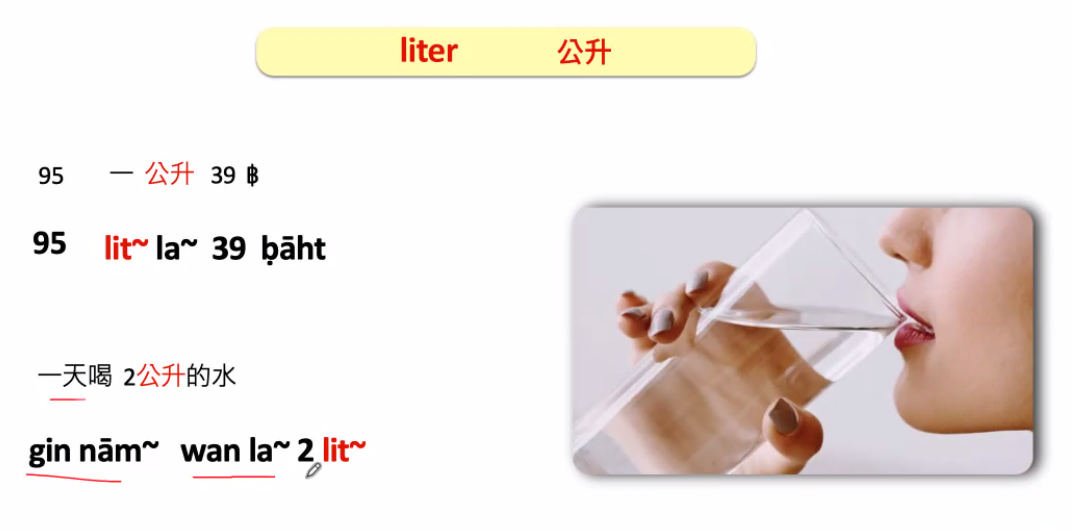 liter 公升
95 一 公升 39 ฿
95 lit~ la~ 39 ḅāht
一天喝 2公升的水
gin nām~ wan la~ 2 lit~